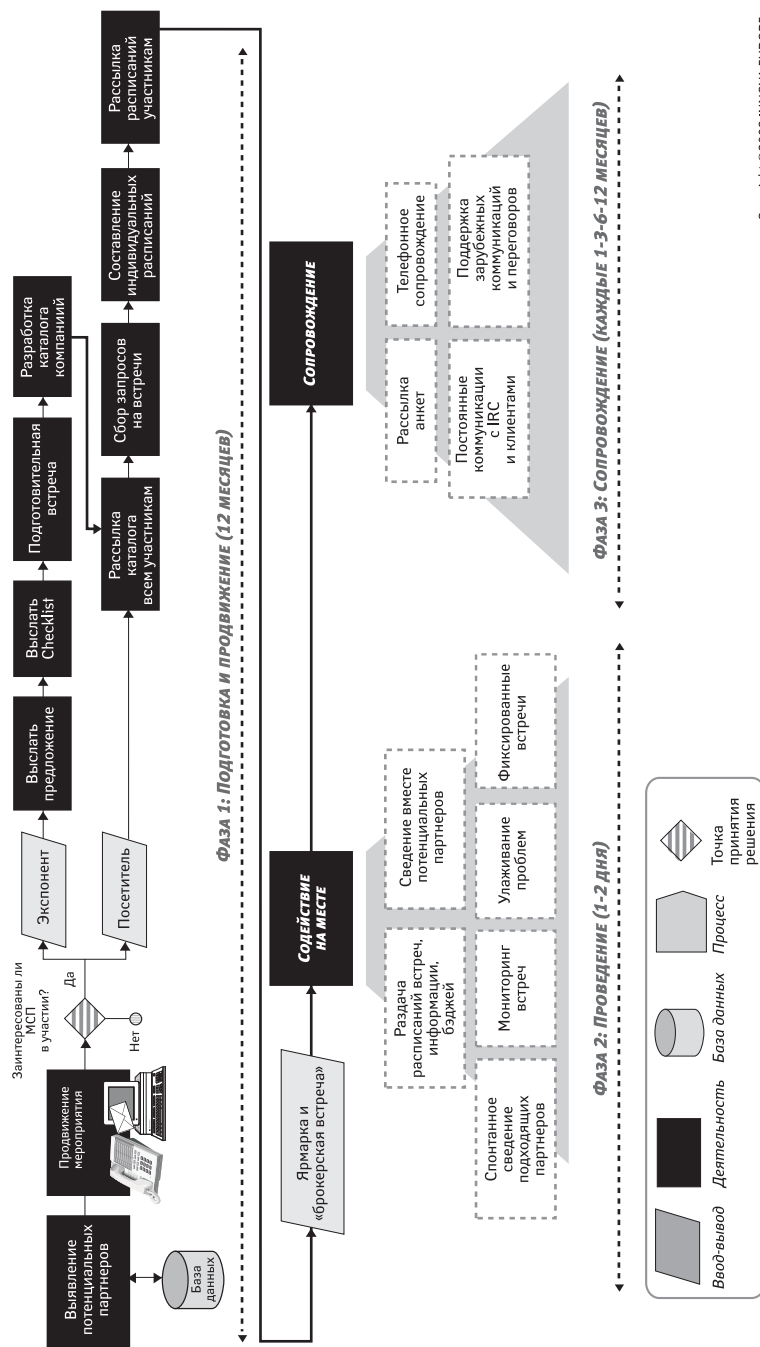 Выявление
потенциальных
партнеров
База
данных
Продвижение
мероприятия
Заинтересованы ли
МСП
в участии?
Да
Нет
Экспонент
Посетитель
Выслать
предложение
Выслать
Checklist
Подготовительная
встреча
Разработка
каталога
компаниий
Рассылка
каталога
всем участникам
Сбор запросов
на встречи
Составление
индивидуальных
расписаний
Рассылка
расписаний
участникам
ФАЗА 1: ПОДГОТОВКА И ПРОДВИЖЕНИЕ (12 МЕСЯЦЕВ)
Ярмарка и
«брокерская встреча»
СОДЕЙСТВИЕ
НА МЕСТЕ
СОПРОВОЖДЕНИЕ
Раздача
расписаний встреч,
информации,
бэджей
Сведение вместе
потенциальных
партнеров
Спонтанное
сведение
подходящих
партнеров
Мониторинг
встреч
Улаживание
проблем
Фиксированные
встречи
Рассылка
анкет
Телефонное
сопровождение
Постоянные
коммуникации
с IRC
и клиентами
Поддержка
зарубежных
коммуникаций
и переговоров
ФАЗА 2: ПРОВЕДЕНИЕ (1-2 ДНЯ)
ФАЗА 3: СОПРОВОЖДЕНИЕ (КАЖДЫЕ 1-3-6-12 МЕСЯЦЕВ)
Ввод-вывод
Деятельность
База данных
Процесс
Точка
принятия
решения